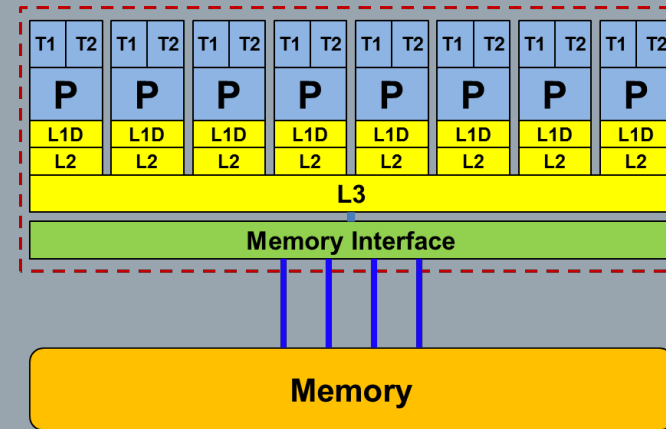 T1 T2 T1 T2 T1 T2 T1 T2 T1 T2 T1 T2 T1 T2 T1 T2
P P P P P P P P
L1D L1D L1D L1D L1D L1D L1D L1D
L2 L2 L2 L2 L2 L2 L2 L2
L3
Memory Interface
Memory